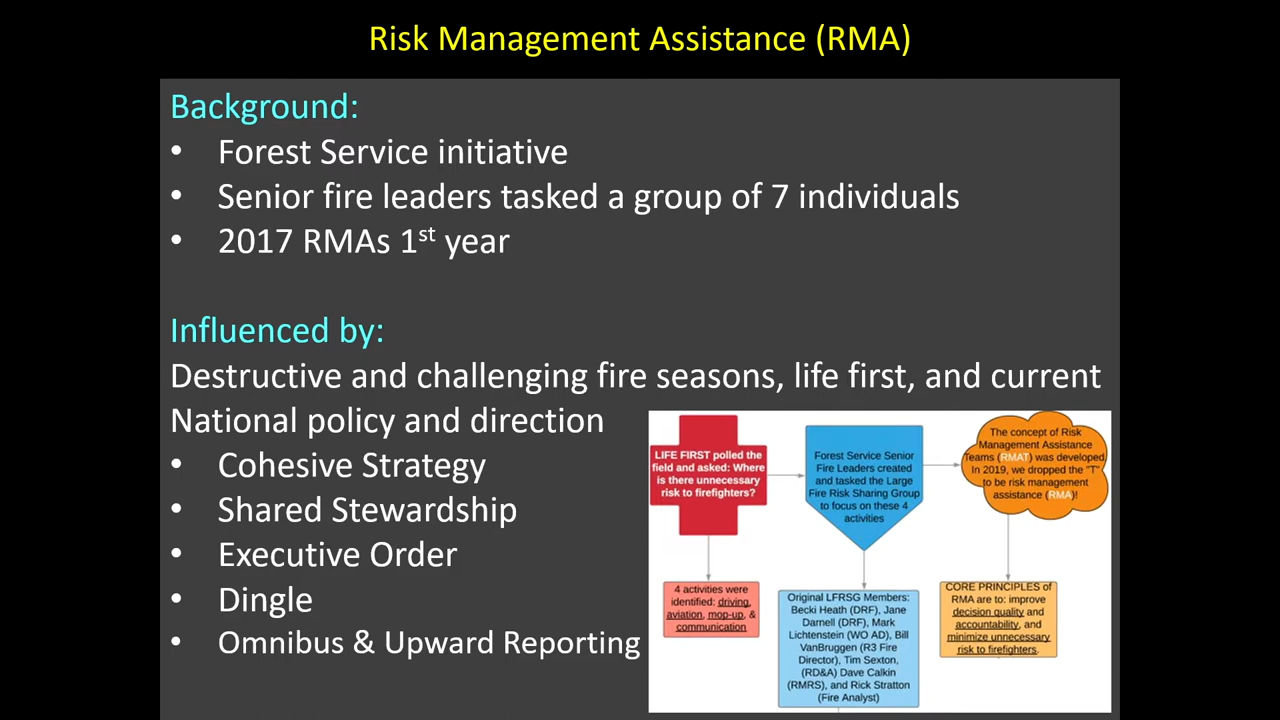 Risk Management Assistance (RMA)
Background:
• Forest Service initiative
• Senior fire leaders tasked a group of 7 individuals
• 2017 RMAs 1st year
Influenced by:
Destructive and challenging fire seasons, life first, and current
National policy and direction
• Cohesive Strategy
• Shared Stewardship
• Executive Order
• Dingle
• Omnibus & Upward Reporting
LIFE FIRST polled the
field and asked: Where
is there unnecessary
risk to firefighters?
Forest Service Senior
Fire Leaders created
and tasked the Large
Fire Risk Sharing Group
to focus on these 4
activities
The concept of Risk
Management Assistance
Teams (RMAT) was developed.
In 2019, we dropped the "T"
to be risk management
assistance (RMA)!
4 activities were
identified: driving,
aviation, mop-up, &
communication
Original LFRSG Members:
Becki Heath (DRF), Jane
Darnell (DRF), Mark
Lichtenstein (WO AD), Bill
VanBruggen (R3 Fire
Director), Tim Sexton,
(RD&A) Dave Calkin
(RMRS), and Rick Stratton
(Fire Analyst)
CORE PRINCIPLES of
RMA are to: improve
decision quality and
accountability, and
minimize unnecessary
risk to firefighters.